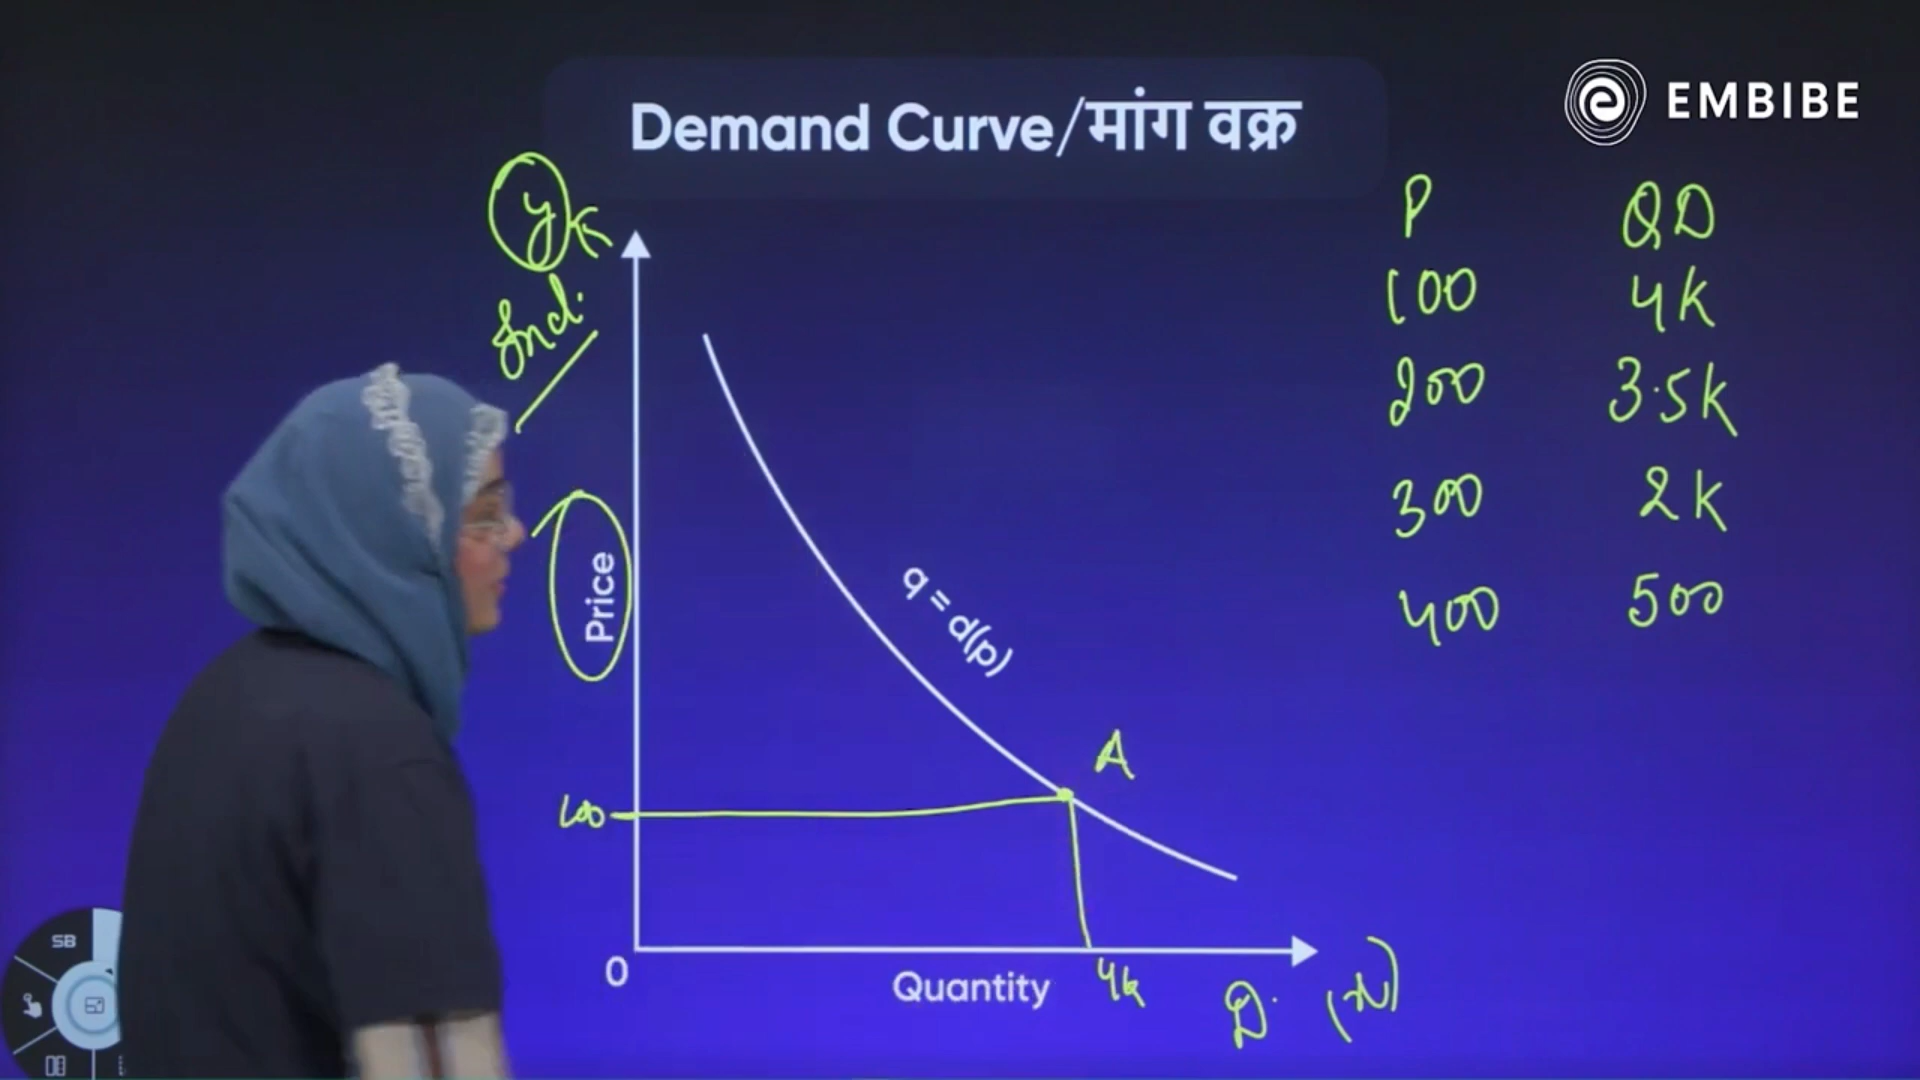 Demand Curve/मांग वक्र
EMBIBE
y
Ind.
Price
q = d(p)
A
100
0
Quantity
4k
D.
(x)
P QD
100 4K
200 3.5K
300 2K
400 500
SB